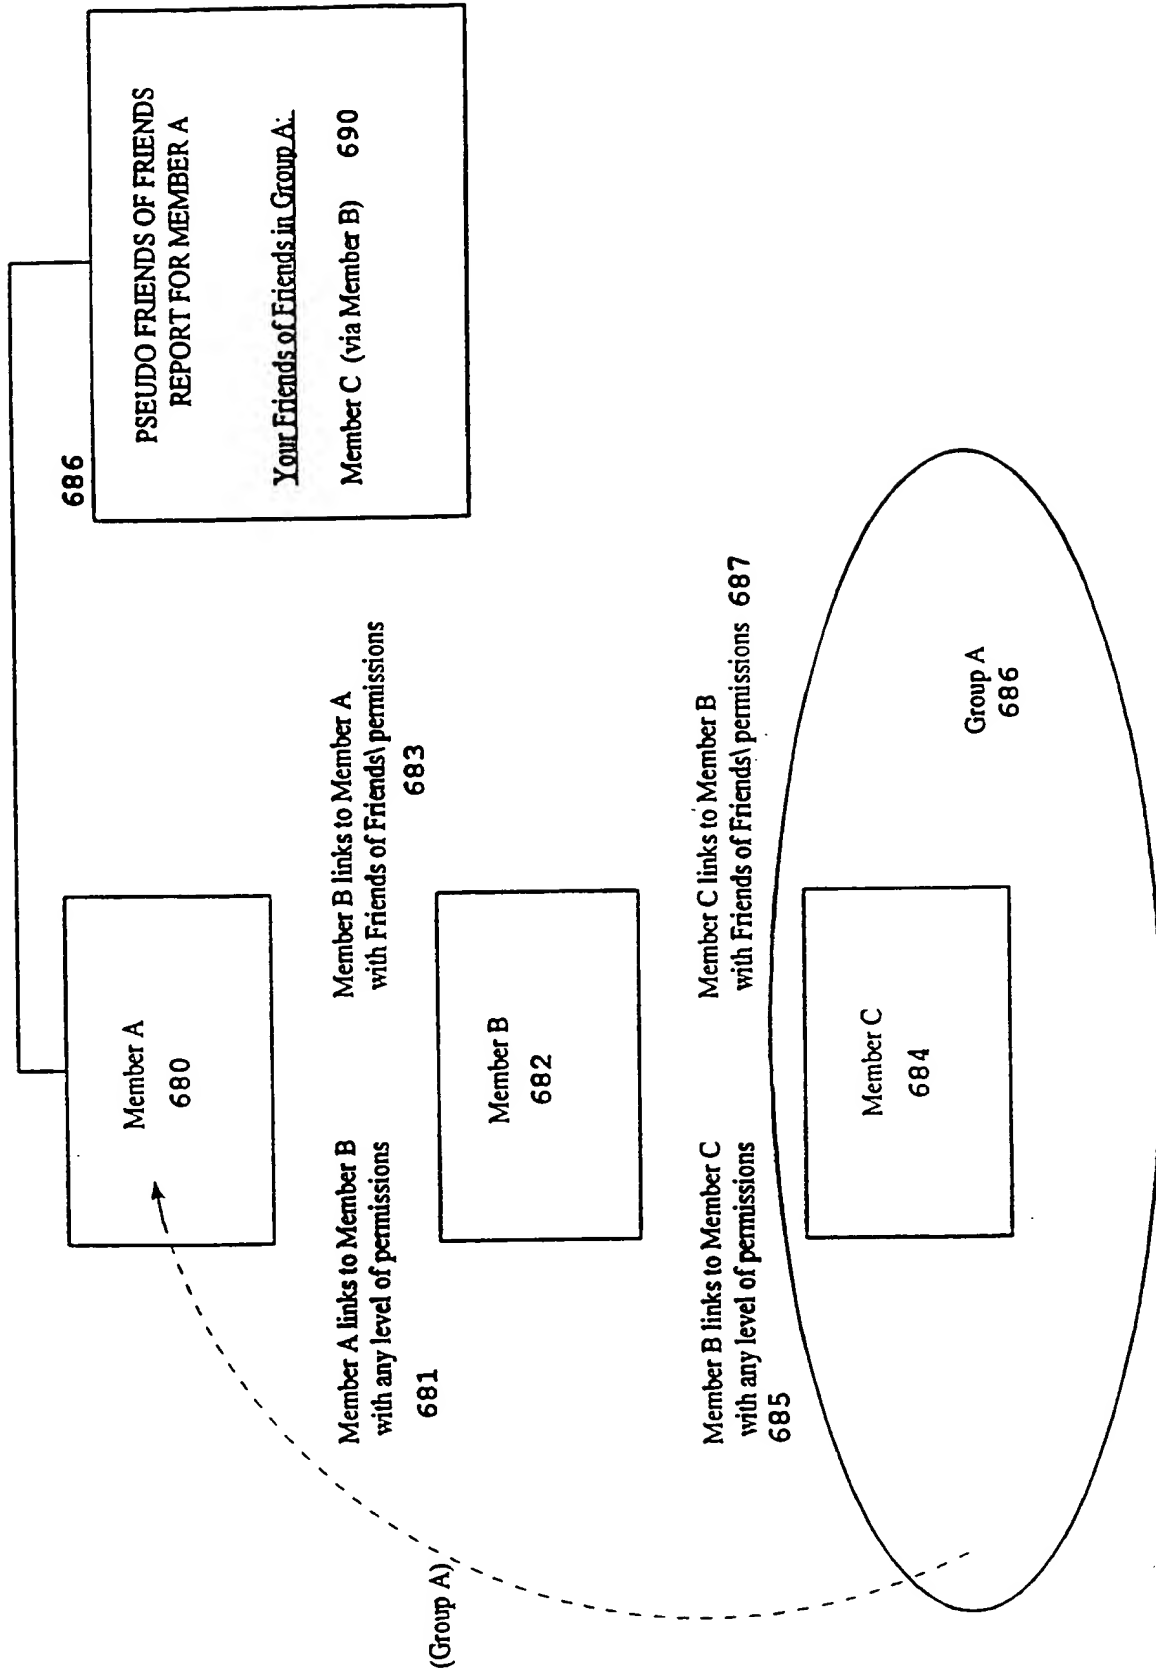 686
PSEUDO FRIENDS OF FRIENDS
REPORT FOR MEMBER A
Your Friends of Friends in Group A:
Member C (via Member B) 690
Member A
680
Member A links to Member B
with any level of permissions
681
Member B links to Member A
with Friends of Friends\ permissions
683
Member B
682
Member B links to Member C
with any level of permissions
685
Member C links to Member B
with Friends of Friends\ permissions 687
Member C
684
Group A
686
(Group A)